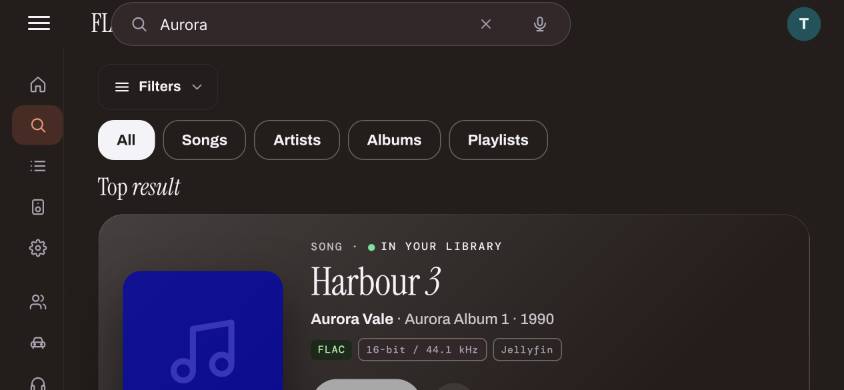 FL
Aurora
T
Filters
All
Songs
Artists
Albums
Playlists
Top result
SONG · IN YOUR LIBRARY
Harbour 3
Aurora Vale · Aurora Album 1 · 1990
FLAC
16-bit / 44.1 kHz
Jellyfin